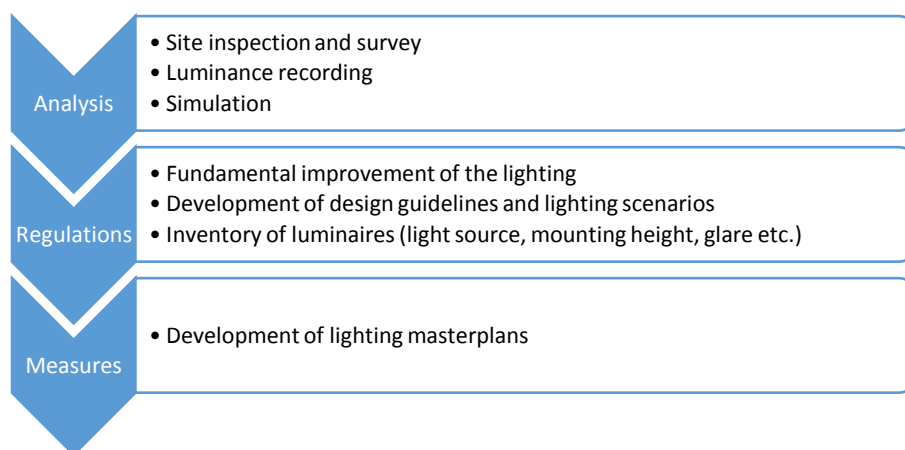 Analysis
• Site inspection and survey
• Luminance recording
• Simulation
Regulations
• Fundamental improvement of the lighting
• Development of design guidelines and lighting scenarios
• Inventory of luminaires (light source, mounting height, glare etc.)
Measures
• Development of lighting masterplans